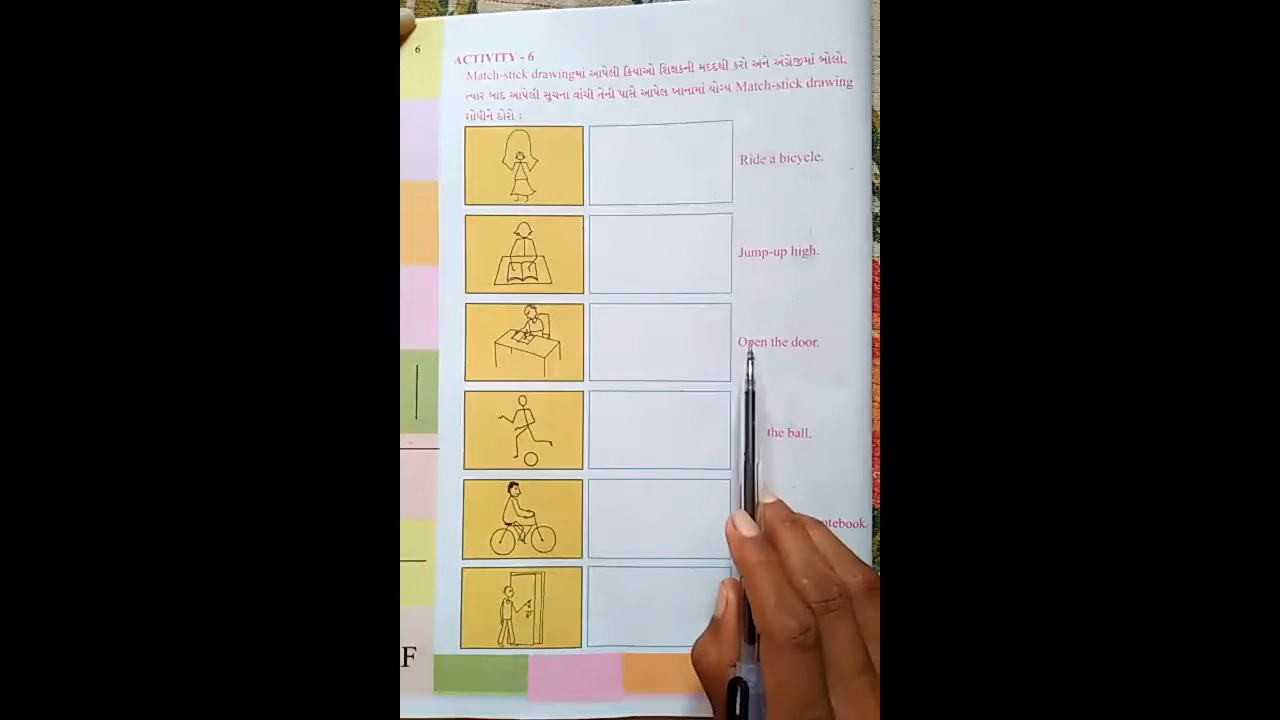 6
ACTIVITY - 6
Match-stick drawingમાં આપેલી ક્રિયાઓ શિક્ષકની મદદથી કરો અને અંગ્રેજીમાં બોલો,
ત્યાર બાદ આપેલી સૂચના વાંચી તેની પાસે આપેલ ખાનામાં યોગ્ય Match-stick drawing
શોધીને દોરો :
Ride a bicycle.
Jump-up high.
Open the door.
the ball.
F